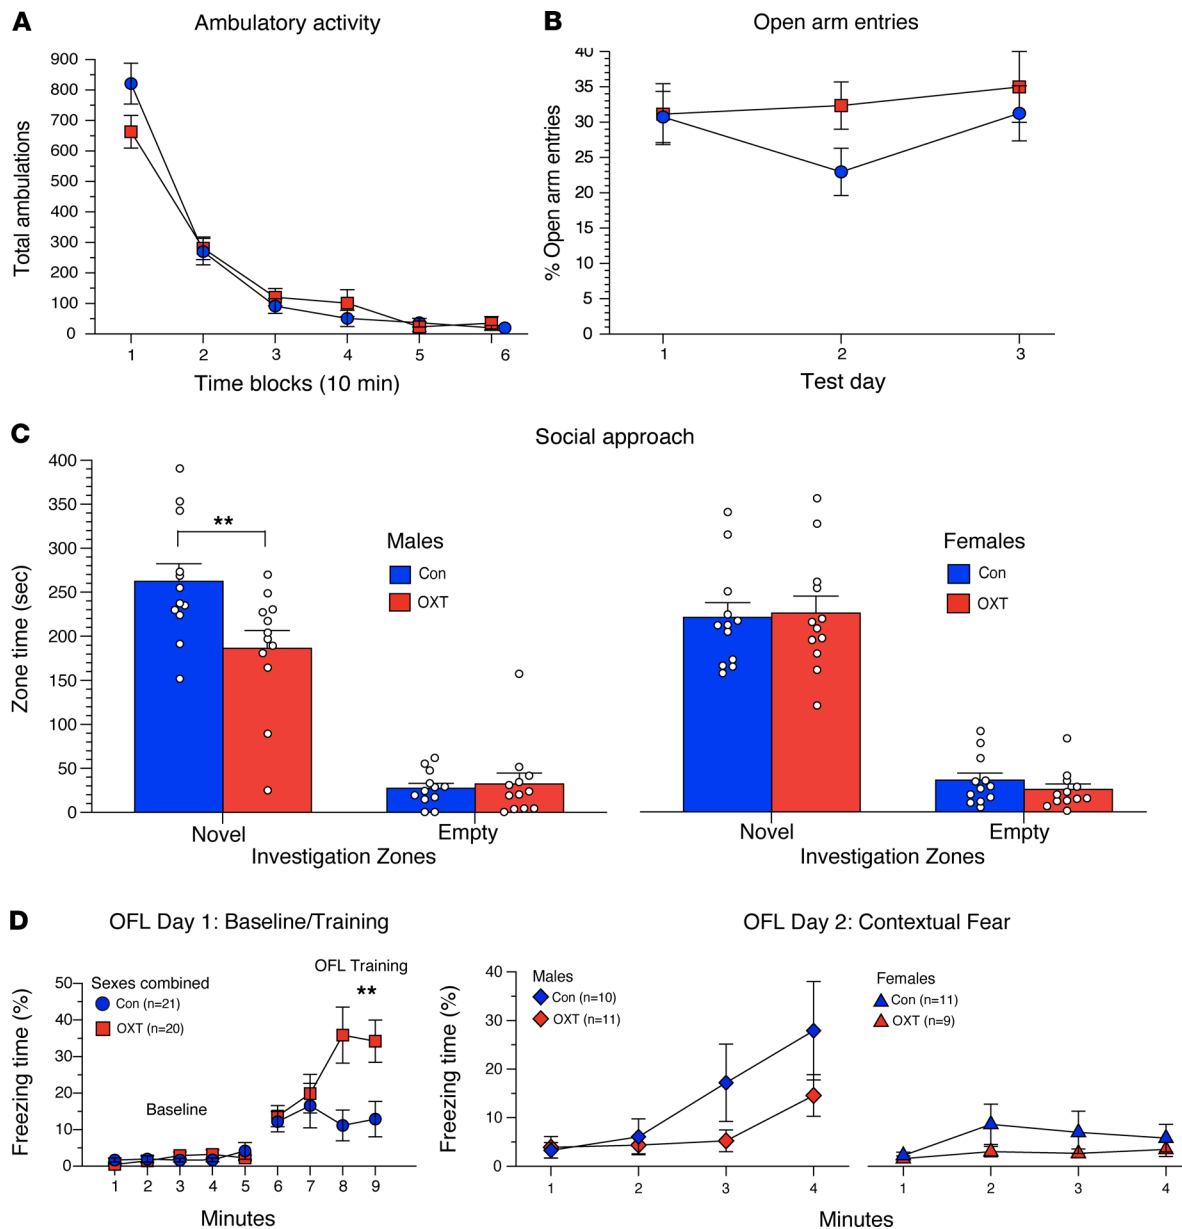 A
Ambulatory activity
Total ambulations
900
800
700
600
500
400
300
200
100
0
1 2 3 4 5 6
Time blocks (10 min)
B
Open arm entries
% Open arm entries
40
35
30
25
20
15
10
5
0
1 2 3
Test day
C
Social approach
Zone time (sec)
400
350
300
250
200
150
100
50
0
**
Males
Con
OXT
Novel Empty
Investigation Zones
Females
Con
OXT
Novel Empty
Investigation Zones
D
OFL Day 1: Baseline/Training
Freezing time (%)
50
40
30
20
10
0
Sexes combined
Con (n=21)
OXT (n=20)
OFL Training
**
Baseline
1 2 3 4 5 6 7 8 9
Minutes
OFL Day 2: Contextual Fear
Freezing time (%)
40
30
20
10
0
Males
Con (n=10)
OXT (n=11)
1 2 3 4
Females
Con (n=11)
OXT (n=9)
1 2 3 4
Minutes